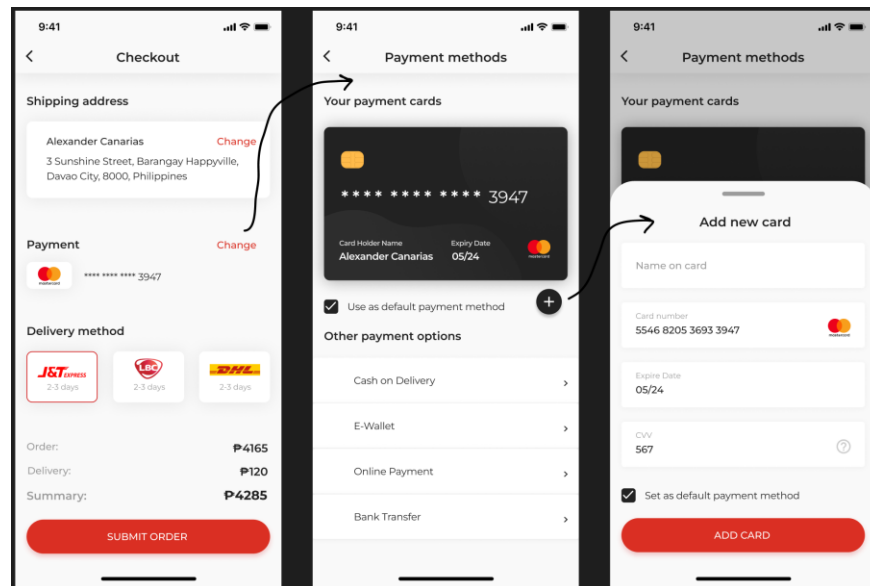 9:41
Checkout
Shipping address
Alexander Canarias
Change
3 Sunshine Street, Barangay Happyville,
Davao City, 8000, Philippines
Payment
Change
mastercard
**** **** **** 3947
Delivery method
J&T EXPRESS
2-3 days
LBC
2-3 days
DHL
2-3 days
Order:
₱4165
Delivery:
₱120
Summary:
₱4285
SUBMIT ORDER
9:41
Payment methods
Your payment cards
**** **** **** **** 3947
Card Holder Name
Alexander Canarias
Expiry Date
05/24
mastercard
Use as default payment method
+
Other payment options
Cash on Delivery
E-Wallet
Online Payment
Bank Transfer
9:41
Payment methods
Your payment cards
Add new card
Name on card
Card number
5546 8205 3693 3947
mastercard
Expire Date
05/24
CVV
567
?
Set as default payment method
ADD CARD